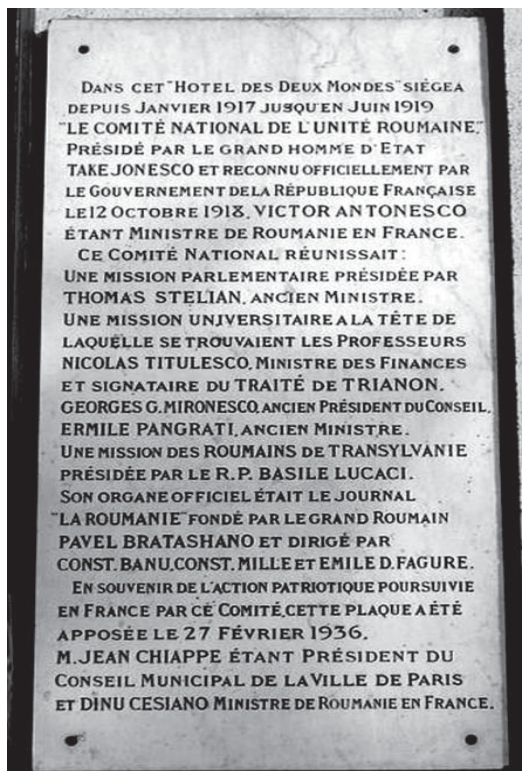 DANS CET "HOTEL DES DEUX MONDES" SIÉGEA
DEPUIS JANVIER 1917 JUSQU'EN JUIN 1919
"LE COMITÉ NATIONAL DE L'UNITÉ ROUMAINE,"
PRÉSIDÉ PAR LE GRAND HOMME D'ETAT
TAKE JONESCO ET RECONNU OFFICIELLEMENT PAR
LE GOUVERNEMENT DE LA RÉPUBLIQUE FRANÇAISE
LE 12 OCTOBRE 1918, VICTOR ANTONESCO
ÉTANT MINISTRE DE ROUMANIE EN FRANCE.
CE COMITÉ NATIONAL RÉUNISSAIT:
UNE MISSION PARLEMENTAIRE PRÉSIDÉE PAR
THOMAS STELIAN, ANCIEN MINISTRE.
UNE MISSION UNIVERSITAIRE A LA TÊTE DE
LAQUELLE SE TROUVAIENT LES PROFESSEURS
NICOLAS TITULESCO, MINISTRE DES FINANCES
ET SIGNATAIRE DU TRAITÉ DE TRIANON.
GEORGES G. MIRONESCO, ANCIEN PRÉSIDENT DU CONSEIL,
ERMILE PANGRATI, ANCIEN MINISTRE.
UNE MISSION DES ROUMAINS DE TRANSYLVANIE
PRÉSIDÉE PAR LE R.P. BASILE LUCACI.
SON ORGANE OFFICIEL ÉTAIT LE JOURNAL
"LA ROUMANIE" FONDÉ PAR LE GRAND ROUMAIN
PAVEL BRATASHANO ET DIRIGÉ PAR
CONST. BANU, CONST. MILLE ET EMILE D. FAGURE.
EN SOUVENIR DE L'ACTION PATRIOTIQUE POURSUIVIE
EN FRANCE PAR CE COMITÉ, CETTE PLAQUE A ÉTÉ
APPOSÉE LE 27 FÉVRIER 1936.
M. JEAN CHIAPPE ÉTANT PRÉSIDENT DU
CONSEIL MUNICIPAL DE LA VILLE DE PARIS
ET DINU CESIANO MINISTRE DE ROUMANIE EN FRANCE.